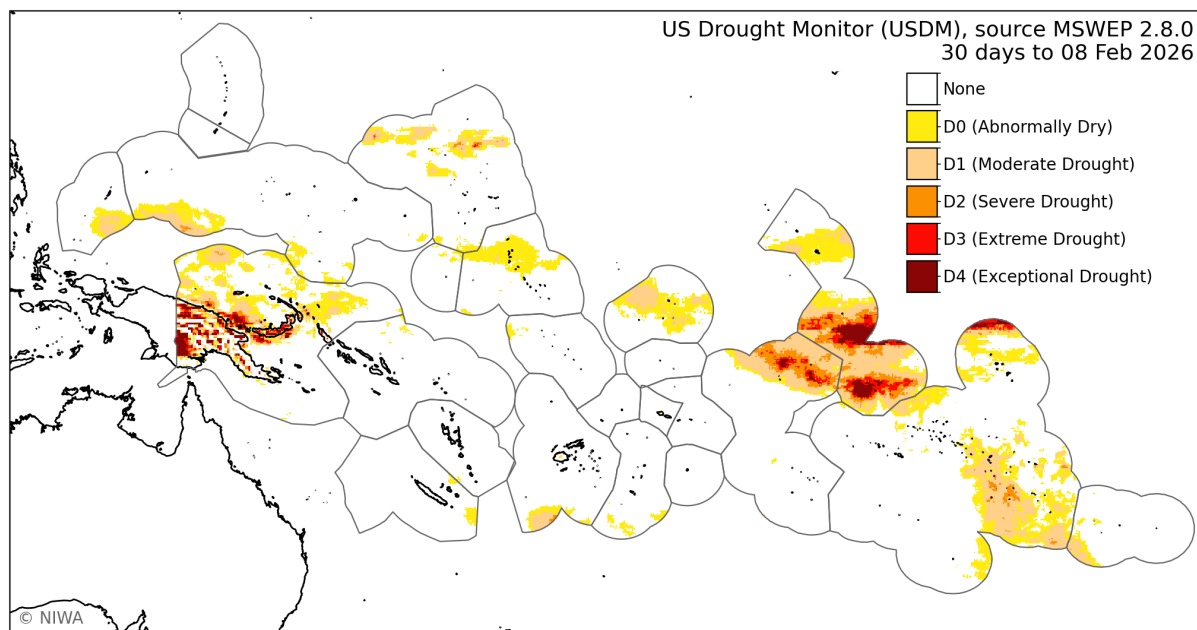 US Drought Monitor (USDM), source MSWEP 2.8.0
30 days to 08 Feb 2026
None
D0 (Abnormally Dry)
D1 (Moderate Drought)
D2 (Severe Drought)
D3 (Extreme Drought)
D4 (Exceptional Drought)
© NIWA